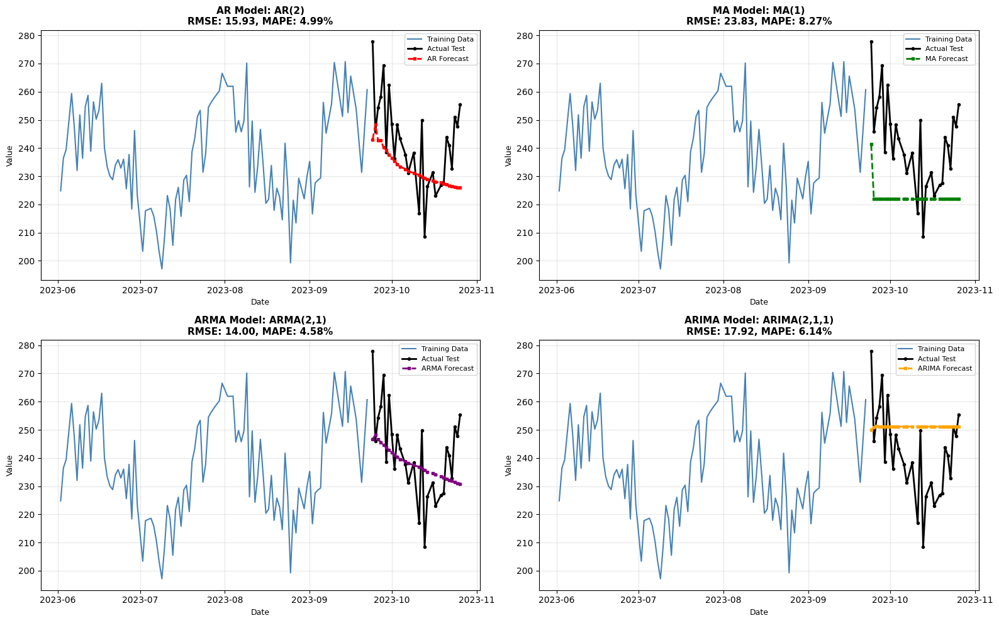 AR Model: AR(2)
RMSE: 15.93, MAPE: 4.99%
280
270
260
250
240
230
220
210
200
Value
Training Data
Actual Test
AR Forecast
2023-06
2023-07
2023-08
2023-09
2023-10
2023-11
Date
MA Model: MA(1)
RMSE: 23.83, MAPE: 8.27%
280
270
260
250
240
230
220
210
200
Value
Training Data
Actual Test
MA Forecast
2023-06
2023-07
2023-08
2023-09
2023-10
2023-11
Date
ARMA Model: ARMA(2,1)
RMSE: 14.00, MAPE: 4.58%
280
270
260
250
240
230
220
210
200
Value
Training Data
Actual Test
ARMA Forecast
2023-06
2023-07
2023-08
2023-09
2023-10
2023-11
Date
ARIMA Model: ARIMA(2,1,1)
RMSE: 17.92, MAPE: 6.14%
280
270
260
250
240
230
220
210
200
Value
Training Data
Actual Test
ARIMA Forecast
2023-06
2023-07
2023-08
2023-09
2023-10
2023-11
Date